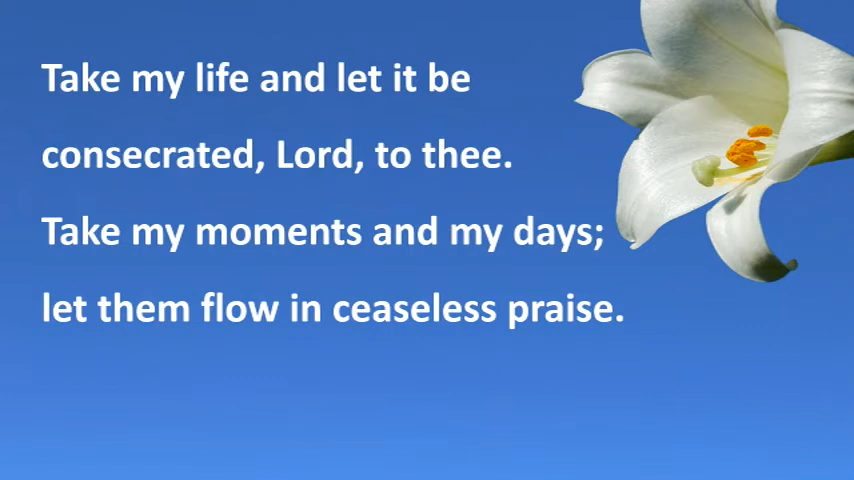 Take my life and let it be
consecrated, Lord, to thee.
Take my moments and my days;
let them flow in ceaseless praise.